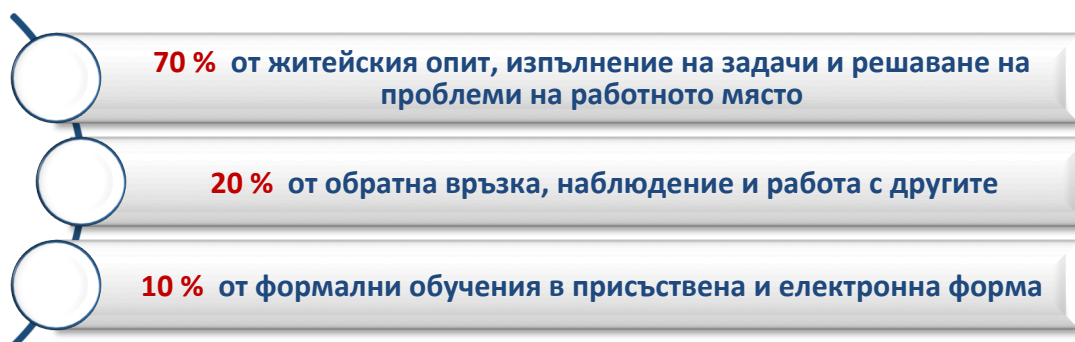 70 % от житейския опит, изпълнение на задачи и решаване на
проблеми на работното място
20 % от обратна връзка, наблюдение и работа с другите
10 % от формални обучения в присъствена и електронна форма